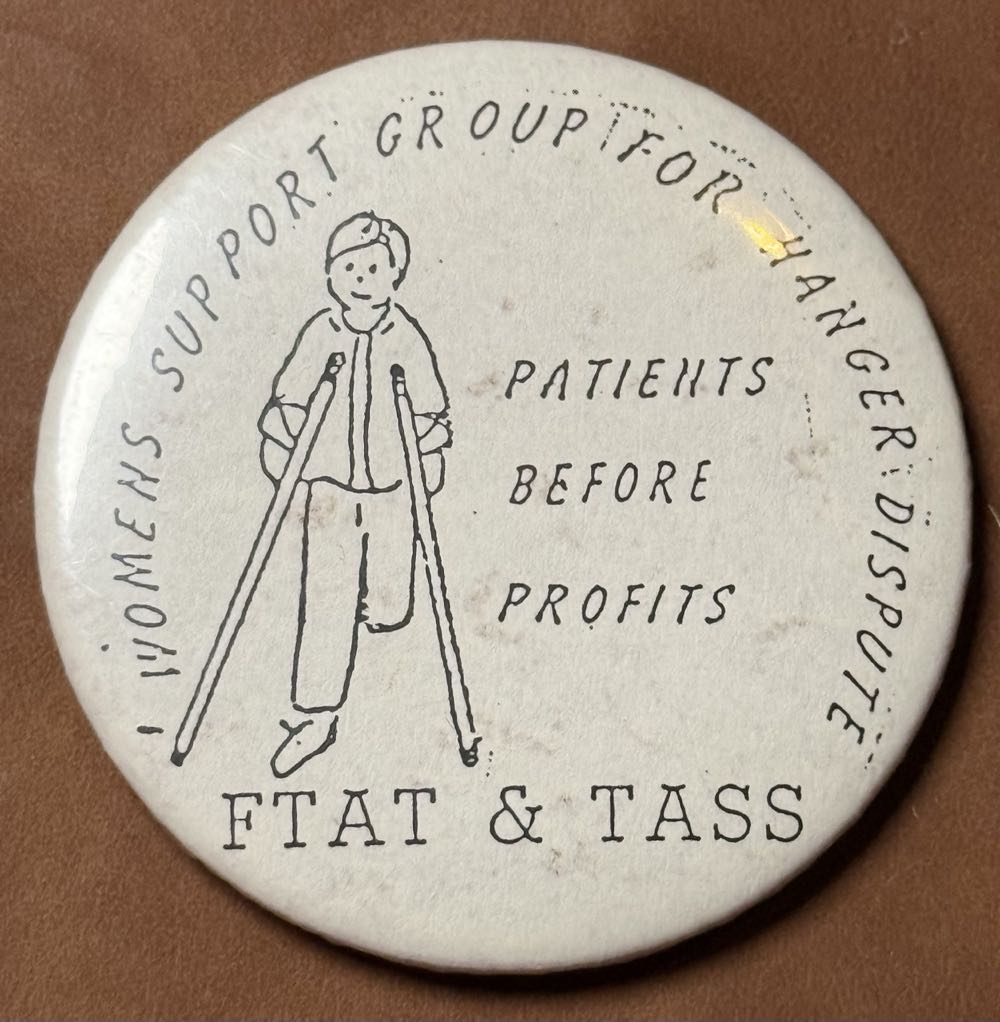 WOMENS SUPPORT GROUP FOR HANGER DISPUTE
PATIENTS
BEFORE
PROFITS
FTAT & TASS